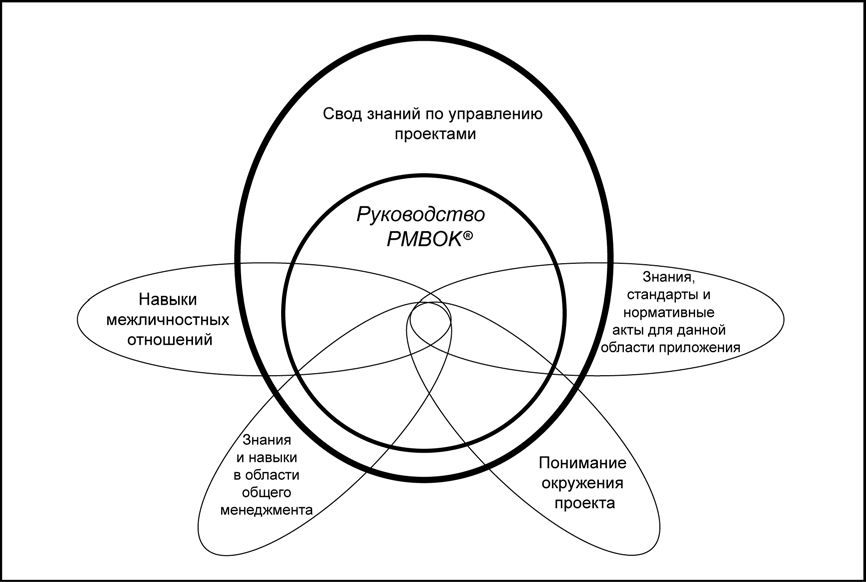 Свод знаний по управлению
проектами
Руководство
PMBOK®
Навыки
межличностных
отношений
Знания,
стандарты и
нормативные
акты для данной
области приложения
Знания
и навыки
в области
общего
менеджмента
Понимание
окружения
проекта